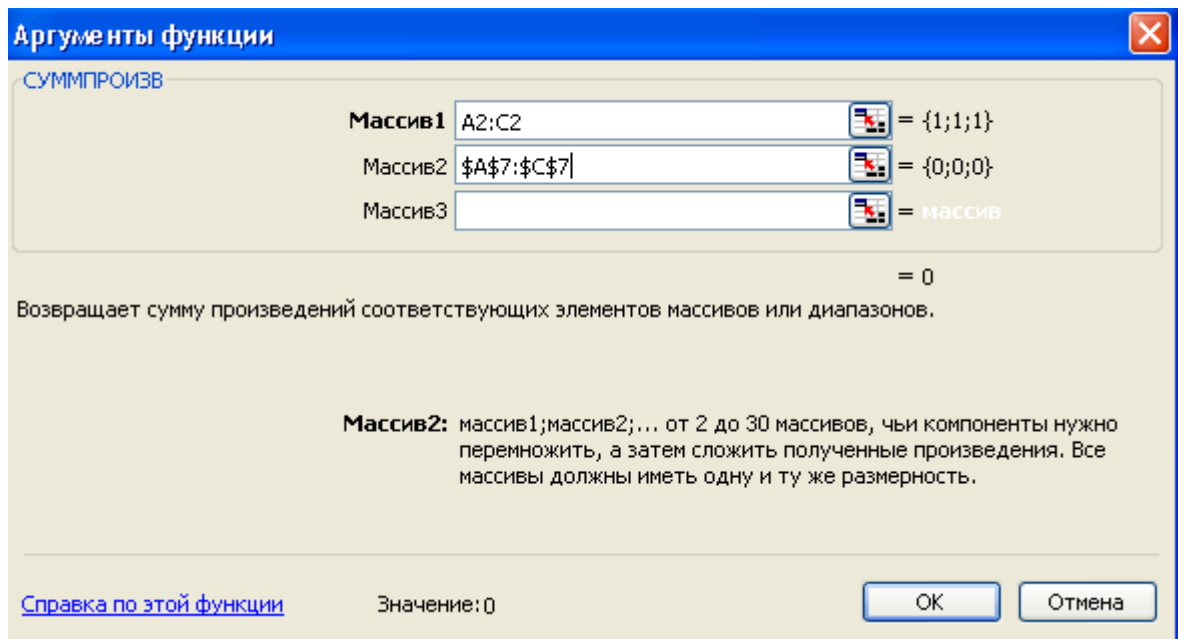 Аргументы функции
СУММПРОИЗВ
Массив1 A2:C2 = {1;1;1}
Массив2 $A$7:$C$7 = {0;0;0}
Массив3 = массив
= 0
Возвращает сумму произведений соответствующих элементов массивов или диапазонов.
Массив2: массив1;массив2;... от 2 до 30 массивов, чьи компоненты нужно
перемножить, а затем сложить полученные произведения. Все
массивы должны иметь одну и ту же размерность.
Справка по этой функции Значение:0 ОК Отмена